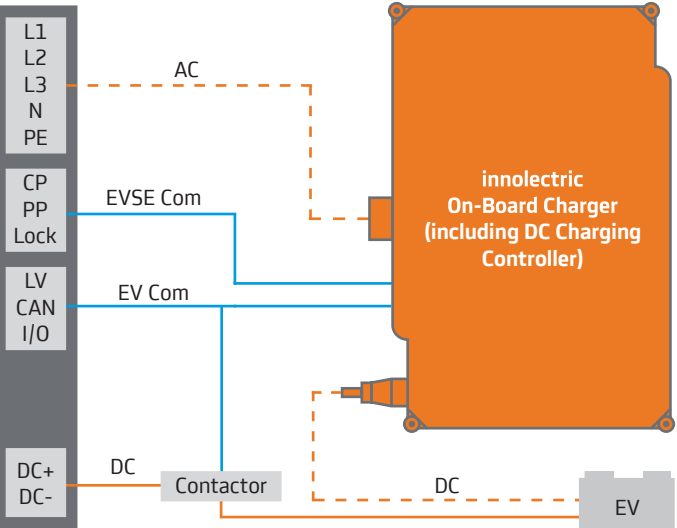 L1
L2
L3
N
PE
AC
CP
PP
Lock
EVSE Com
LV
CAN
I/O
EV Com
innolectric
On-Board Charger
(including DC Charging
Controller)
DC+
DC-
DC
Contactor
DC
EV